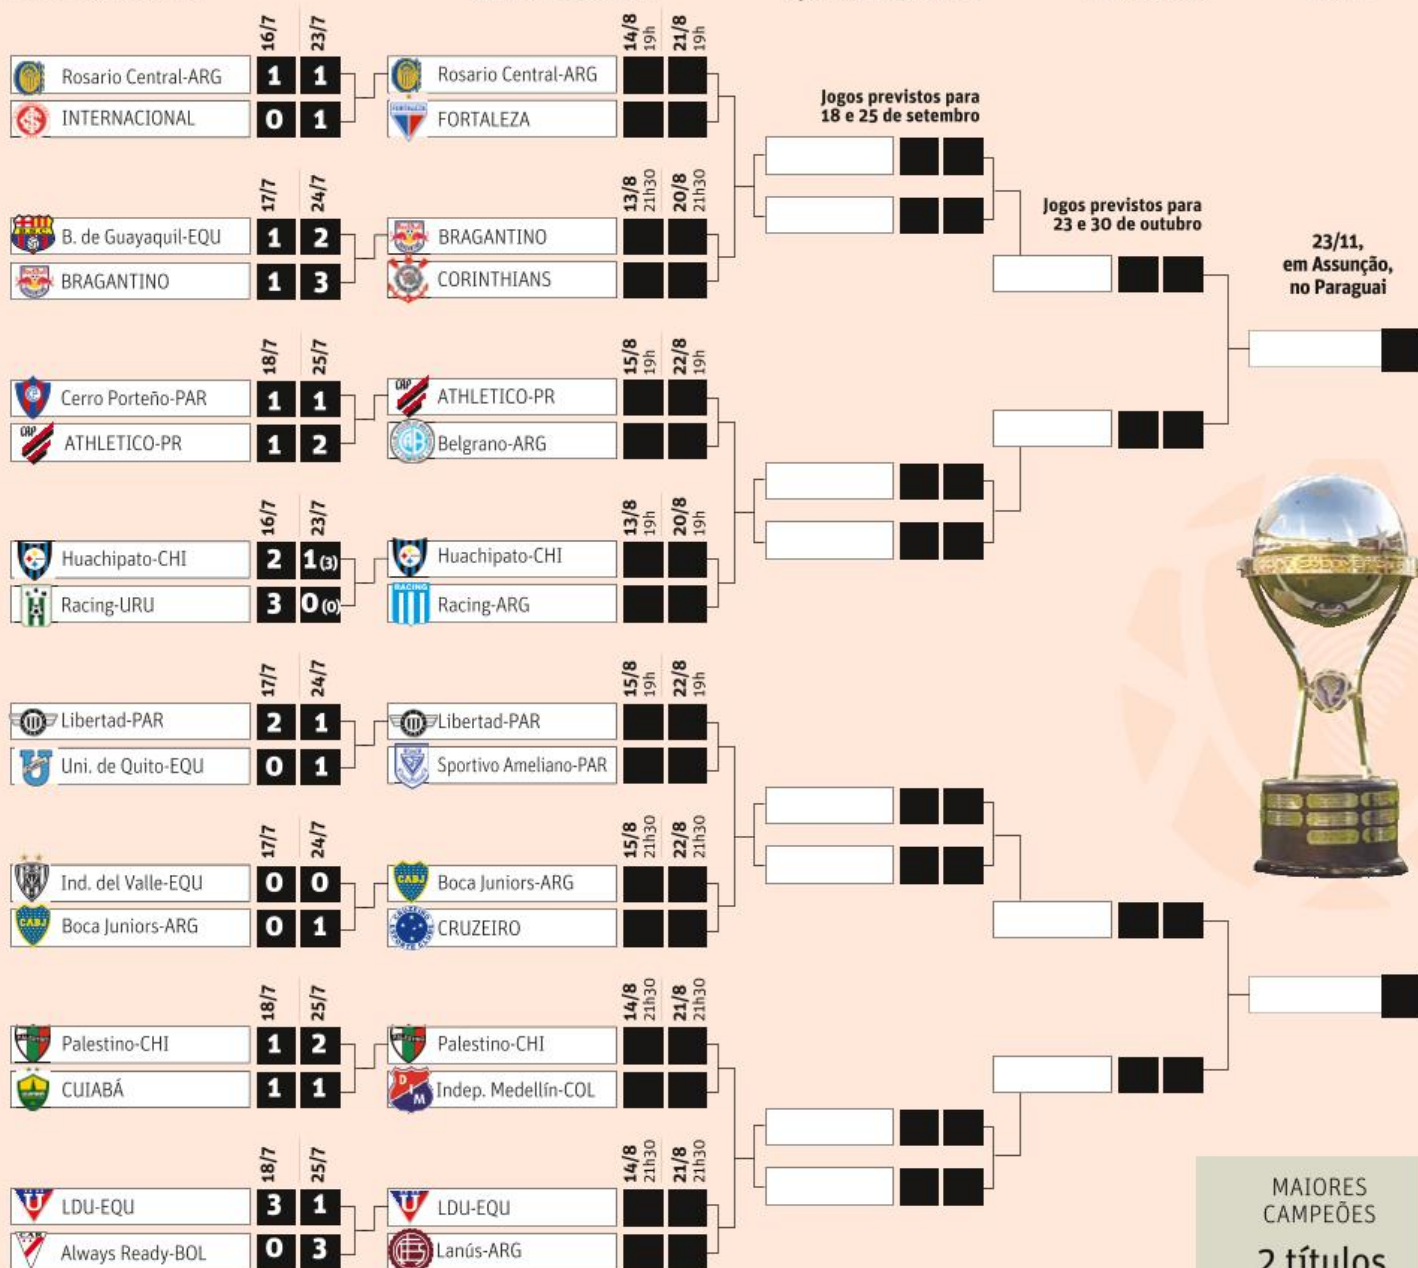 16/7 23/7
Rosario Central-ARG 1 1
INTERNACIONAL 0 1
17/7 24/7
B. de Guayaquil-EQU 1 2
BRAGANTINO 1 3
18/7 25/7
Cerro Porteño-PAR 1 1
ATHLETICO-PR 1 2
16/7 23/7
Huachipato-CHI 2 1 (3)
Racing-URU 3 0 (0)
17/7 24/7
Libertad-PAR 2 1
Uni. de Quito-EQU 0 1
17/7 24/7
Ind. del Valle-EQU 0 0
Boca Juniors-ARG 0 1
18/7 25/7
Palestino-CHI 1 2
CUIABÁ 1 1
18/7 25/7
LDU-EQU 3 1
Always Ready-BOL 0 3
14/8 19h 21/8 19h
Rosario Central-ARG
FORTALEZA
13/8 21h30 20/8 21h30
BRAGANTINO
CORINTHIANS
15/8 19h 22/8 19h
ATHLETICO-PR
Belgrano-ARG
13/8 19h 20/8 19h
Huachipato-CHI
Racing-ARG
15/8 19h 22/8 19h
Libertad-PAR
Sportivo Ameliano-PAR
15/8 21h30 22/8 21h30
Boca Juniors-ARG
CRUZEIRO
14/8 21h30 21/8 21h30
Palestino-CHI
Indep. Medellín-COL
14/8 21h30 21/8 21h30
LDU-EQU
Lanús-ARG
Jogos previstos para
18 e 25 de setembro
Jogos previstos para
23 e 30 de outubro
23/11,
em Assunção,
no Paraguai
MAIORES
CAMPEÕES
2 títulos